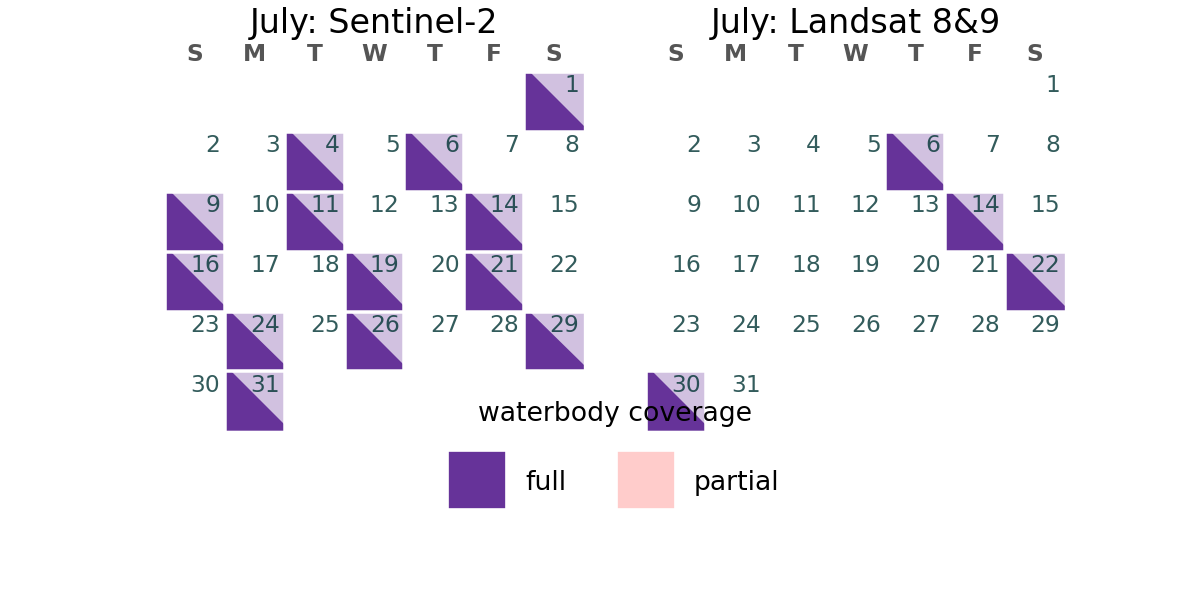 July: Sentinel-2
S M T W T F S
1
2 3 4 5 6 7 8
9 10 11 12 13 14 15
16 17 18 19 20 21 22
23 24 25 26 27 28 29
30 31
July: Landsat 8&9
S M T W T F S
1
2 3 4 5 6 7 8
9 10 11 12 13 14 15
16 17 18 19 20 21 22
23 24 25 26 27 28 29
30 31
waterbody coverage
full partial